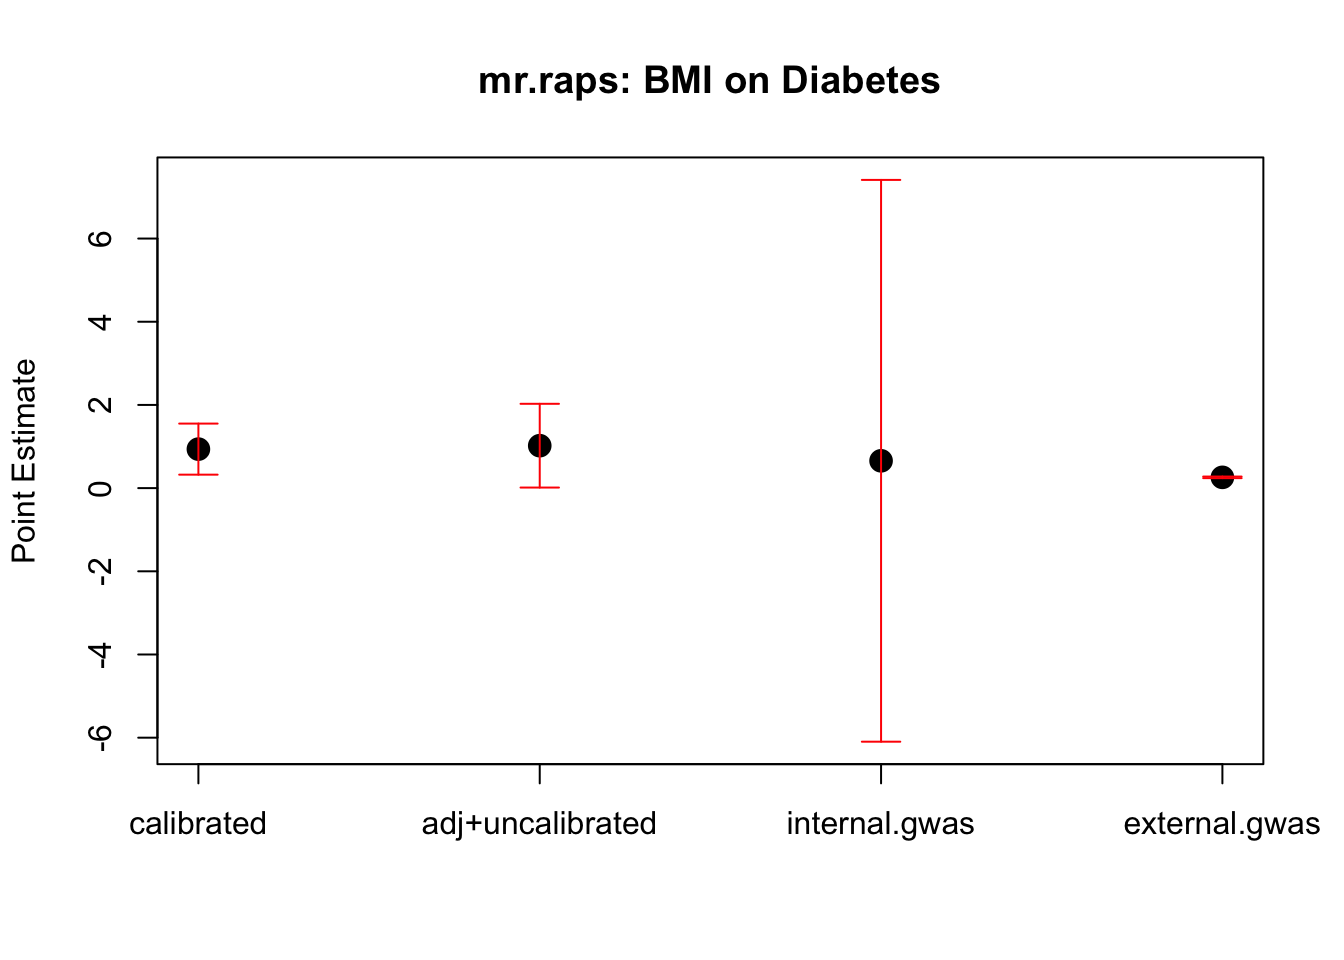 mr.raps: BMI on Diabetes
Point Estimate
6
4
2
0
-2
-4
-6
calibrated
adj+uncalibrated
internal.gwas
external.gwas